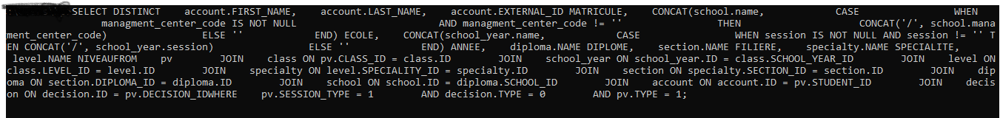 SELECT DISTINCT account.FIRST_NAME, account.LAST_NAME, account.EXTERNAL_ID MATRICULE, CONCAT(school.name, CASE WHEN
managment_center_code IS NOT NULL AND managment_center_code != '' THEN CONCAT('/', school.mana
ment_center_code) ELSE '' END) ECOLE, CONCAT(school_year.name, CASE WHEN session IS NOT NULL AND session != '' T
EN CONCAT('/', school_year.session) ELSE '' END) ANNEE, diploma.NAME DIPLOME, section.NAME FILIERE, specialty.NAME SPECIALITE,
level.NAME NIVEAUFROM pv JOIN class ON pv.CLASS_ID = class.ID JOIN school_year ON school_year.ID = class.SCHOOL_YEAR_ID JOIN level ON
class.LEVEL_ID = level.ID JOIN specialty ON level.SPECIALITY_ID = specialty.ID JOIN section ON specialty.SECTION_ID = section.ID JOIN dip
oma ON section.DIPLOMA_ID = diploma.ID JOIN school ON school.ID = diploma.SCHOOL_ID JOIN account ON account.ID = pv.STUDENT_ID JOIN decis
on ON decision.ID = pv.DECISION_IDWHERE pv.SESSION_TYPE = 1 AND decision.TYPE = 0 AND pv.TYPE = 1;